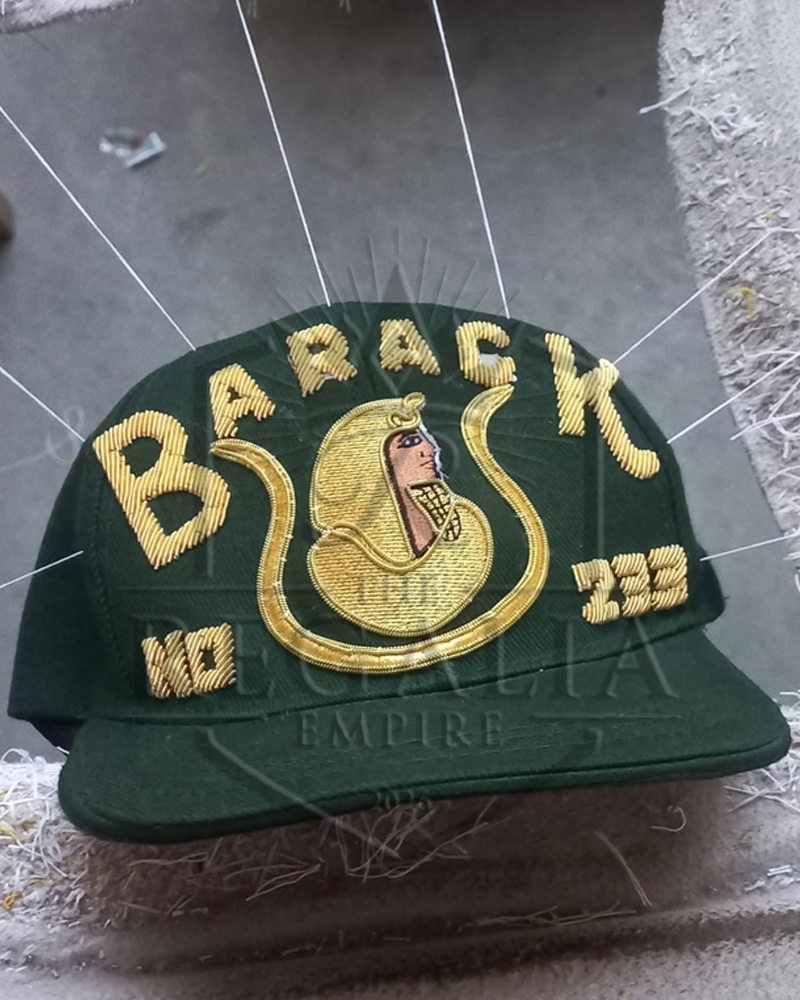 BARACK
NO 233
THE
REGALIA
EMPIRE